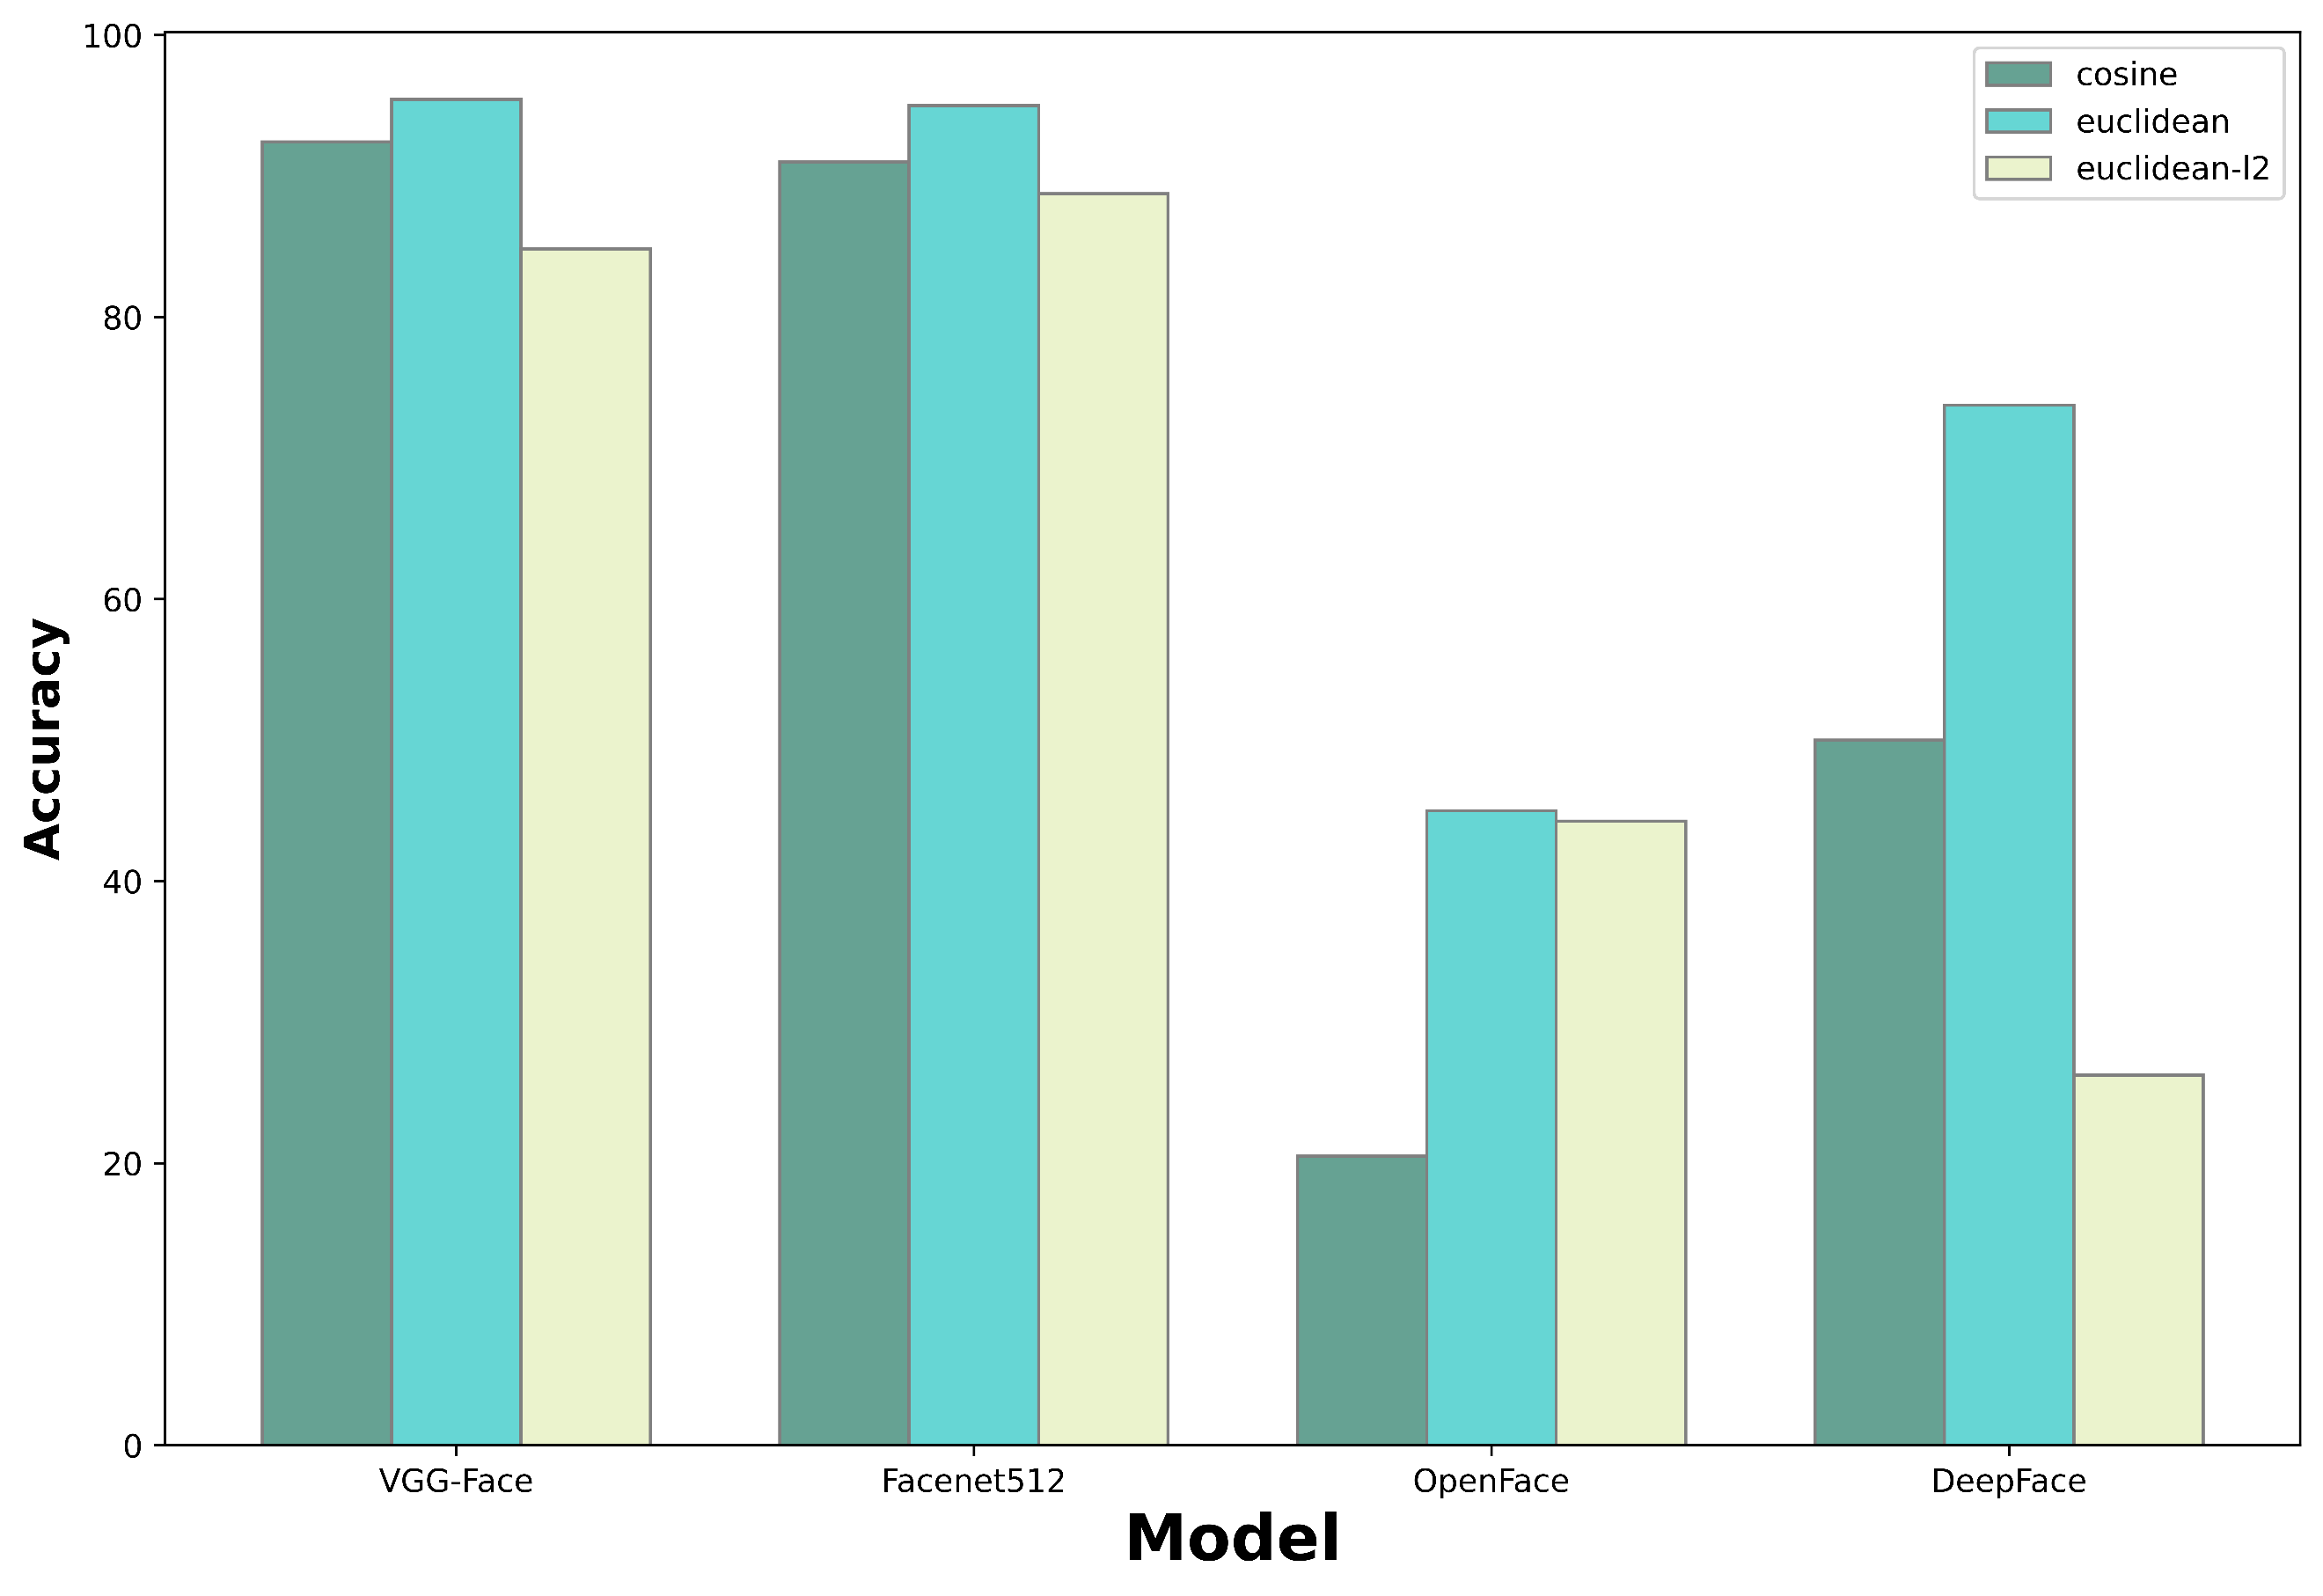 100
80
60
40
20
0
Accuracy
cosine
euclidean
euclidean-l2
VGG-Face
Facenet512
OpenFace
DeepFace
Model